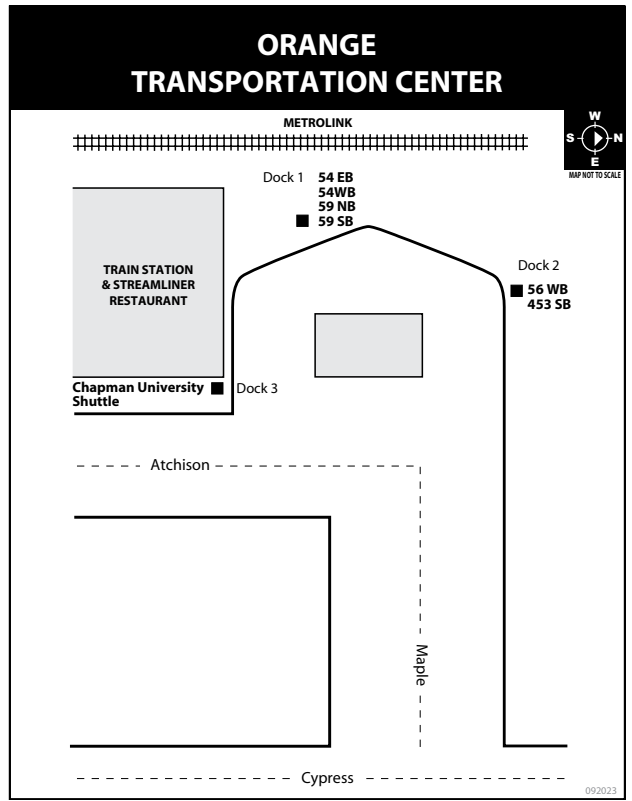 ORANGE
TRANSPORTATION CENTER
METROLINK
W
S
N
E
MAP NOT TO SCALE
Dock 1 54 EB
54WB
59 NB
59 SB
Dock 2
56 WB
453 SB
TRAIN STATION
& STREAMLINER
RESTAURANT
Chapman University
Shuttle
Dock 3
Atchison
Maple
Cypress
092023